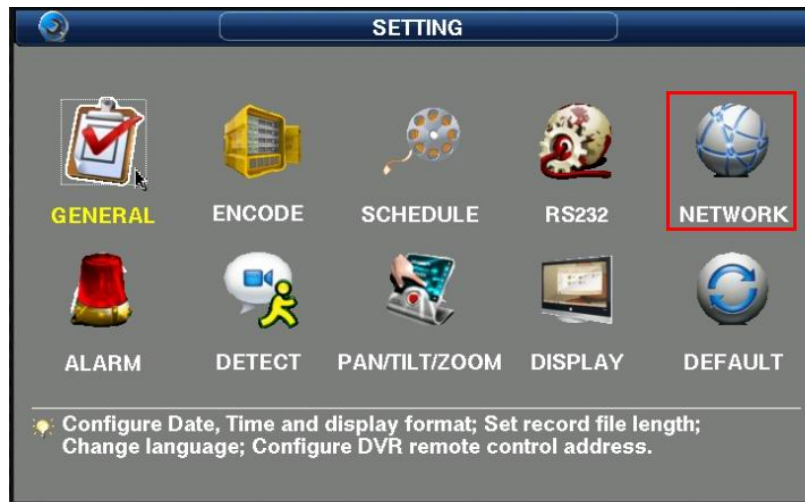 SETTING
GENERAL ENCODE SCHEDULE RS232 NETWORK
ALARM DETECT PAN/TILT/ZOOM DISPLAY DEFAULT
Configure Date, Time and display format; Set record file length;
Change language; Configure DVR remote control address.